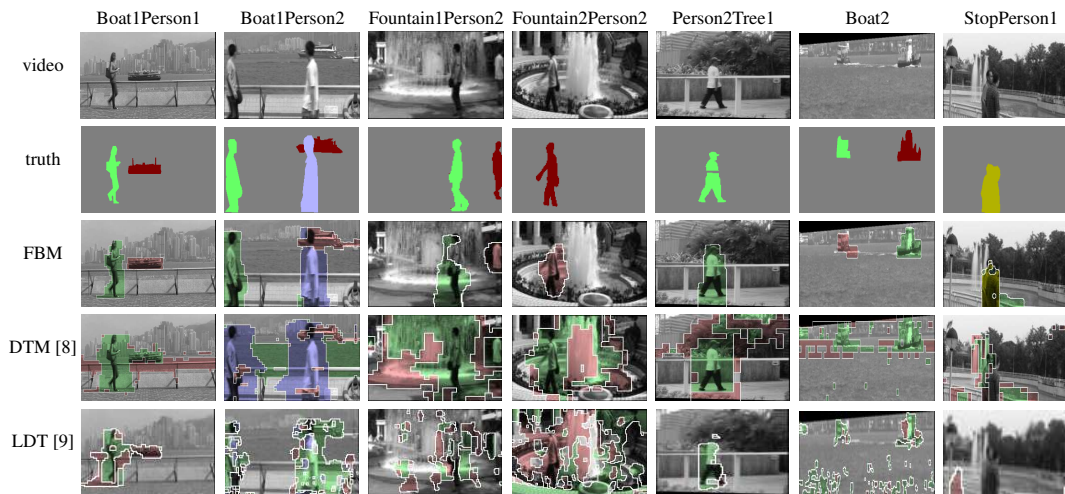 Boat1Person1 Boat1Person2 Fountain1Person2 Fountain2Person2 Person2Tree1 Boat2 StopPerson1
video
truth
FBM
DTM [8]
LDT [9]